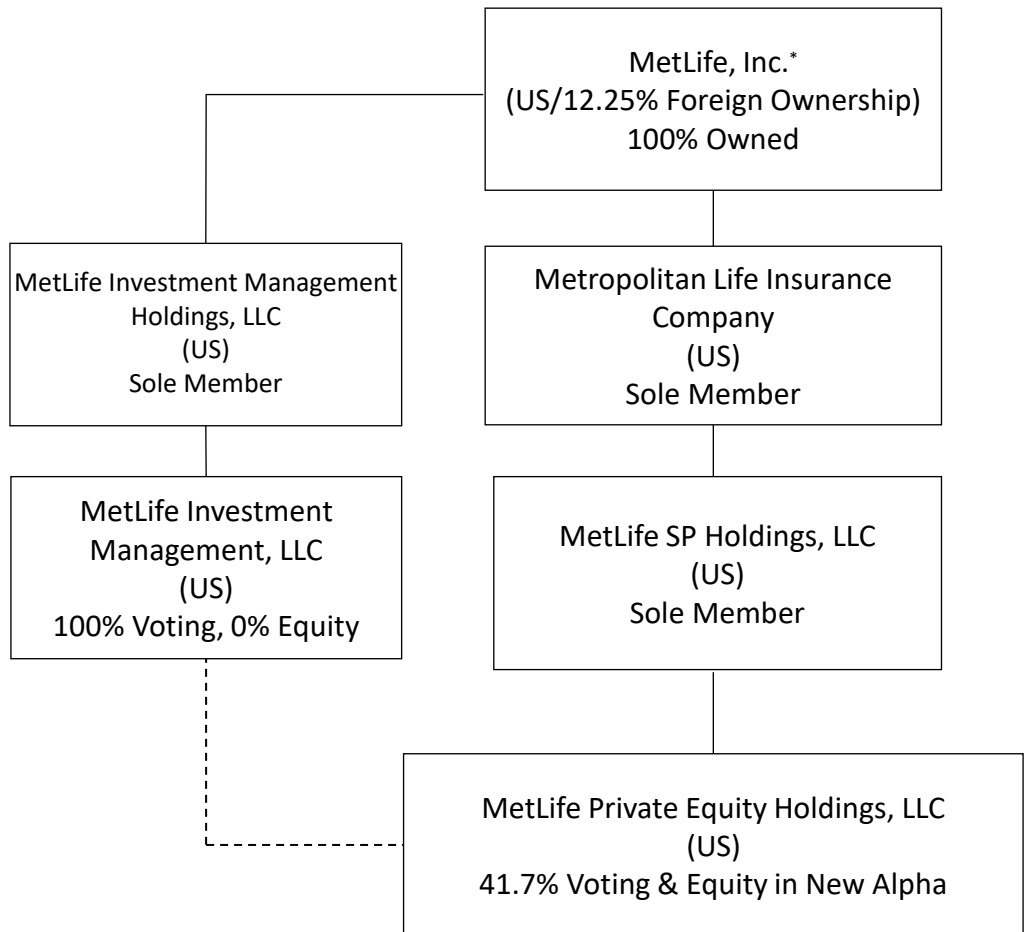 MetLife, Inc.*
(US/12.25% Foreign Ownership)
100% Owned
MetLife Investment Management
Holdings, LLC
(US)
Sole Member
Metropolitan Life Insurance
Company
(US)
Sole Member
MetLife Investment
Management, LLC
(US)
100% Voting, 0% Equity
MetLife SP Holdings, LLC
(US)
Sole Member
MetLife Private Equity Holdings, LLC
(US)
41.7% Voting & Equity in New Alpha